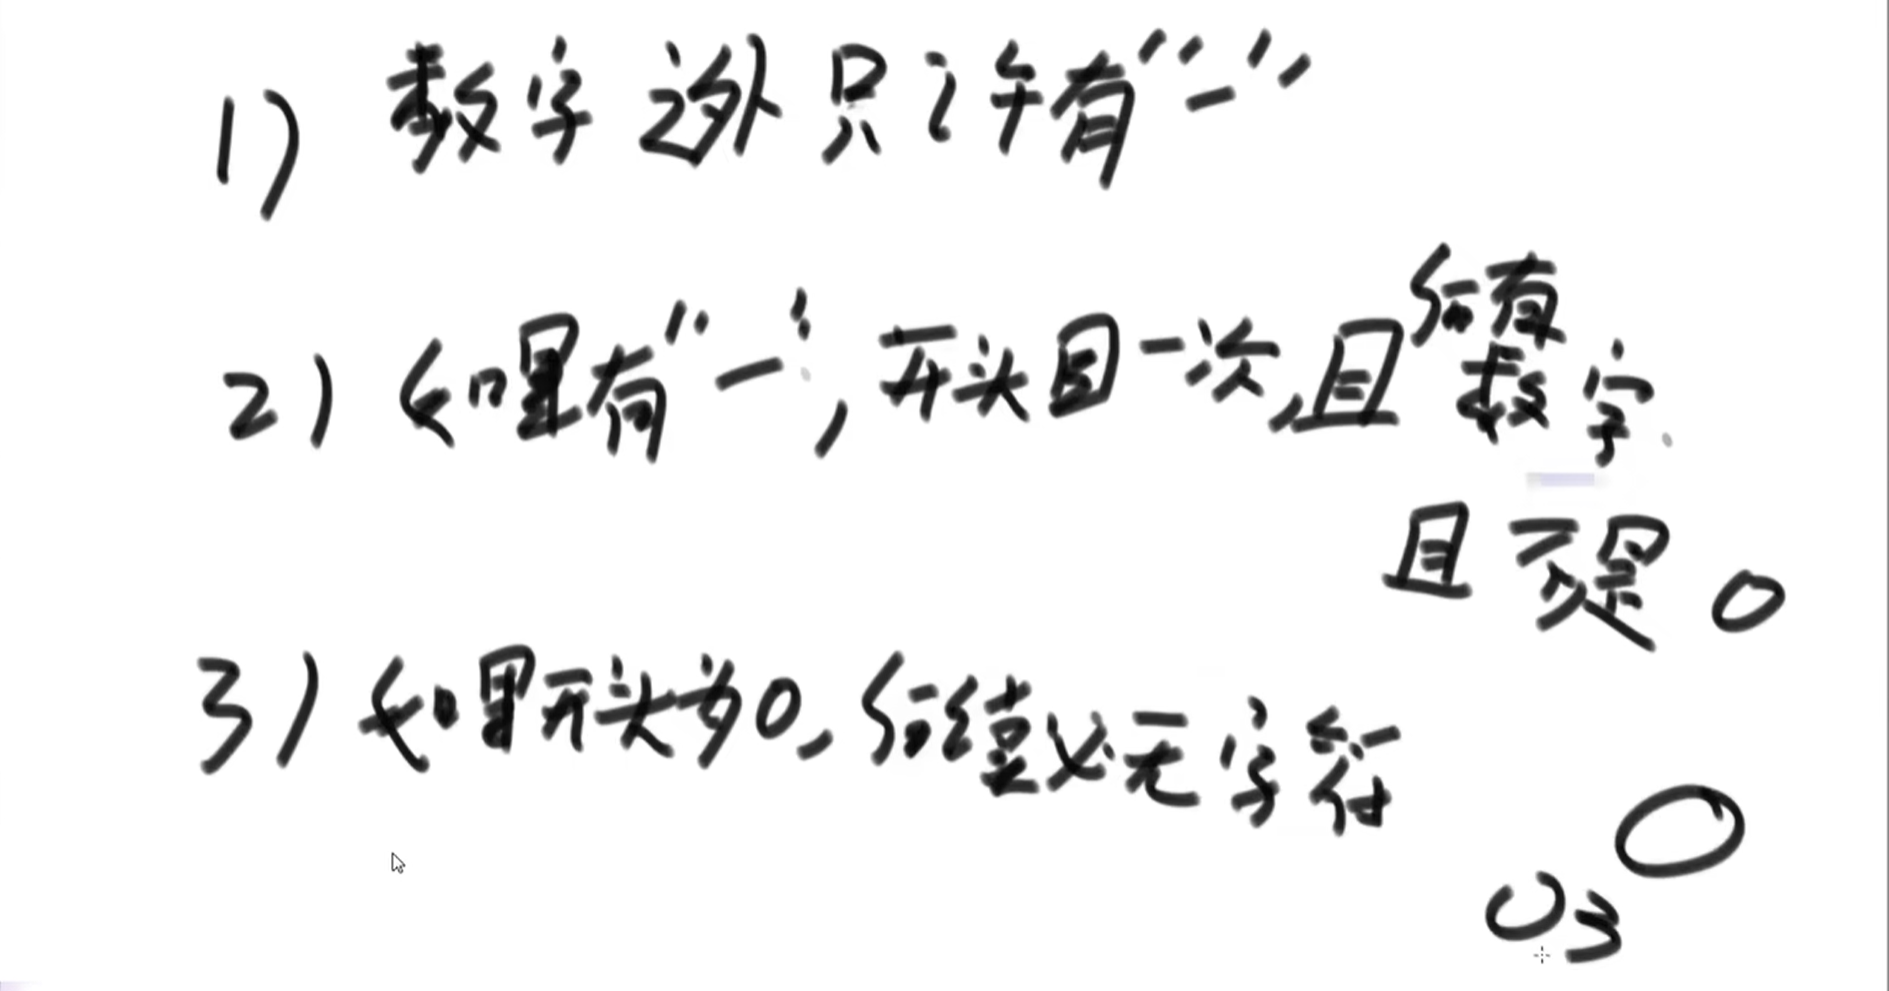 1) 数字之外只许有“-”
2) 如果有“-”，开头且一次，且后有数字
且不是0
3) 如果开头为0，后续必无字符
0
03